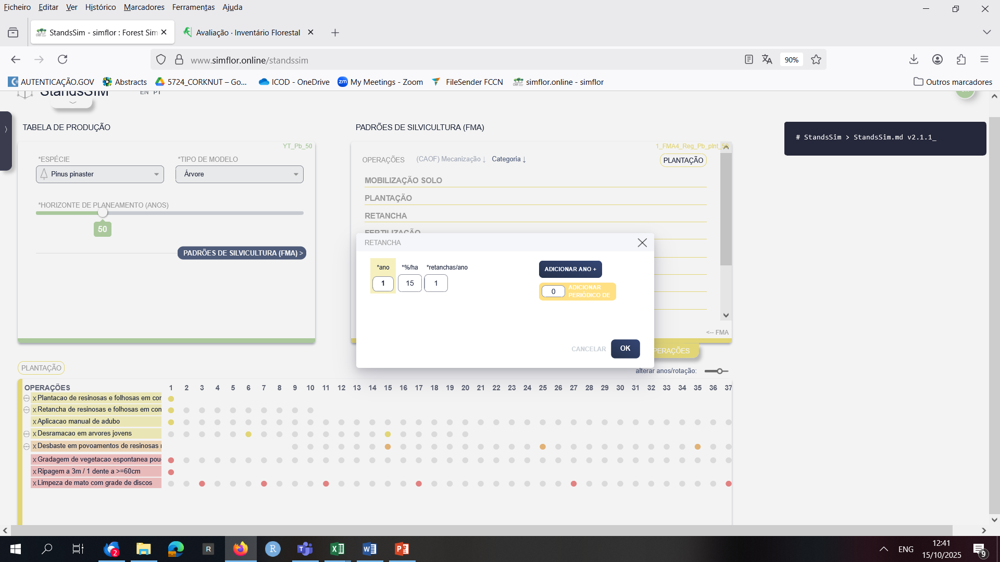 Ficheiro Editar Ver Histórico Marcadores Ferramentas Ajuda
StandsSim - simflor : Forest Sim
Avaliação · Inventário Florestal
www.simflor.online/standssim
90%
AUTENTICAÇÃO.GOV
Abstracts
5724_CORKNUT – Go...
ICOD - OneDrive
zm My Meetings - Zoom
FileSender FCCN
simflor.online - simflor
Outros marcadores
StandsSIM
EN PT
TABELA DE PRODUÇÃO
YT_Pb_50
*ESPÉCIE
*TIPO DE MODELO
Pinus pinaster
Árvore
*HORIZONTE DE PLANEAMENTO (ANOS)
50
PADRÕES DE SILVICULTURA (FMA) >
PADRÕES DE SILVICULTURA (FMA)
1_FMA4_Reg_Pb_pInt_
OPERAÇÕES
(CAOF) Mecanização ↓
Categoria ↓
PLANTAÇÃO
MOBILIZAÇÃO SOLO
PLANTAÇÃO
RETANCHA
FERTILIZAÇÃO
<-- FMA
PERAÇÕES
# StandsSim > StandsSim.md v2.1.1_
RETANCHA
*ano *%/ha *retanchas/ano
1 15 1
ADICIONAR ANO +
0 ADICIONAR
PERIÓDICO DE
CANCELAR
OK
alterar anos/rotação:
PLANTAÇÃO
OPERAÇÕES 1 2 3 4 5 6 7 8 9 10 11 12 13 14 15 16 17 18 19 20 21 22 23 24 25 26 27 28 29 30 31 32 33 34 35 36 37
x Plantacao de resinosas e folhosas em cor
x Retancha de resinosas e folhosas em con
x Aplicacao manual de adubo
x Desramacao em arvores jovens
x Desbaste em povoamentos de resinosas
x Gradagem de vegetacao espontanea pou
x Ripagem a 3m / 1 dente a >=60cm
x Limpeza de mato com grade de discos
2
R
R
ENG
12:41
15/10/2025
9